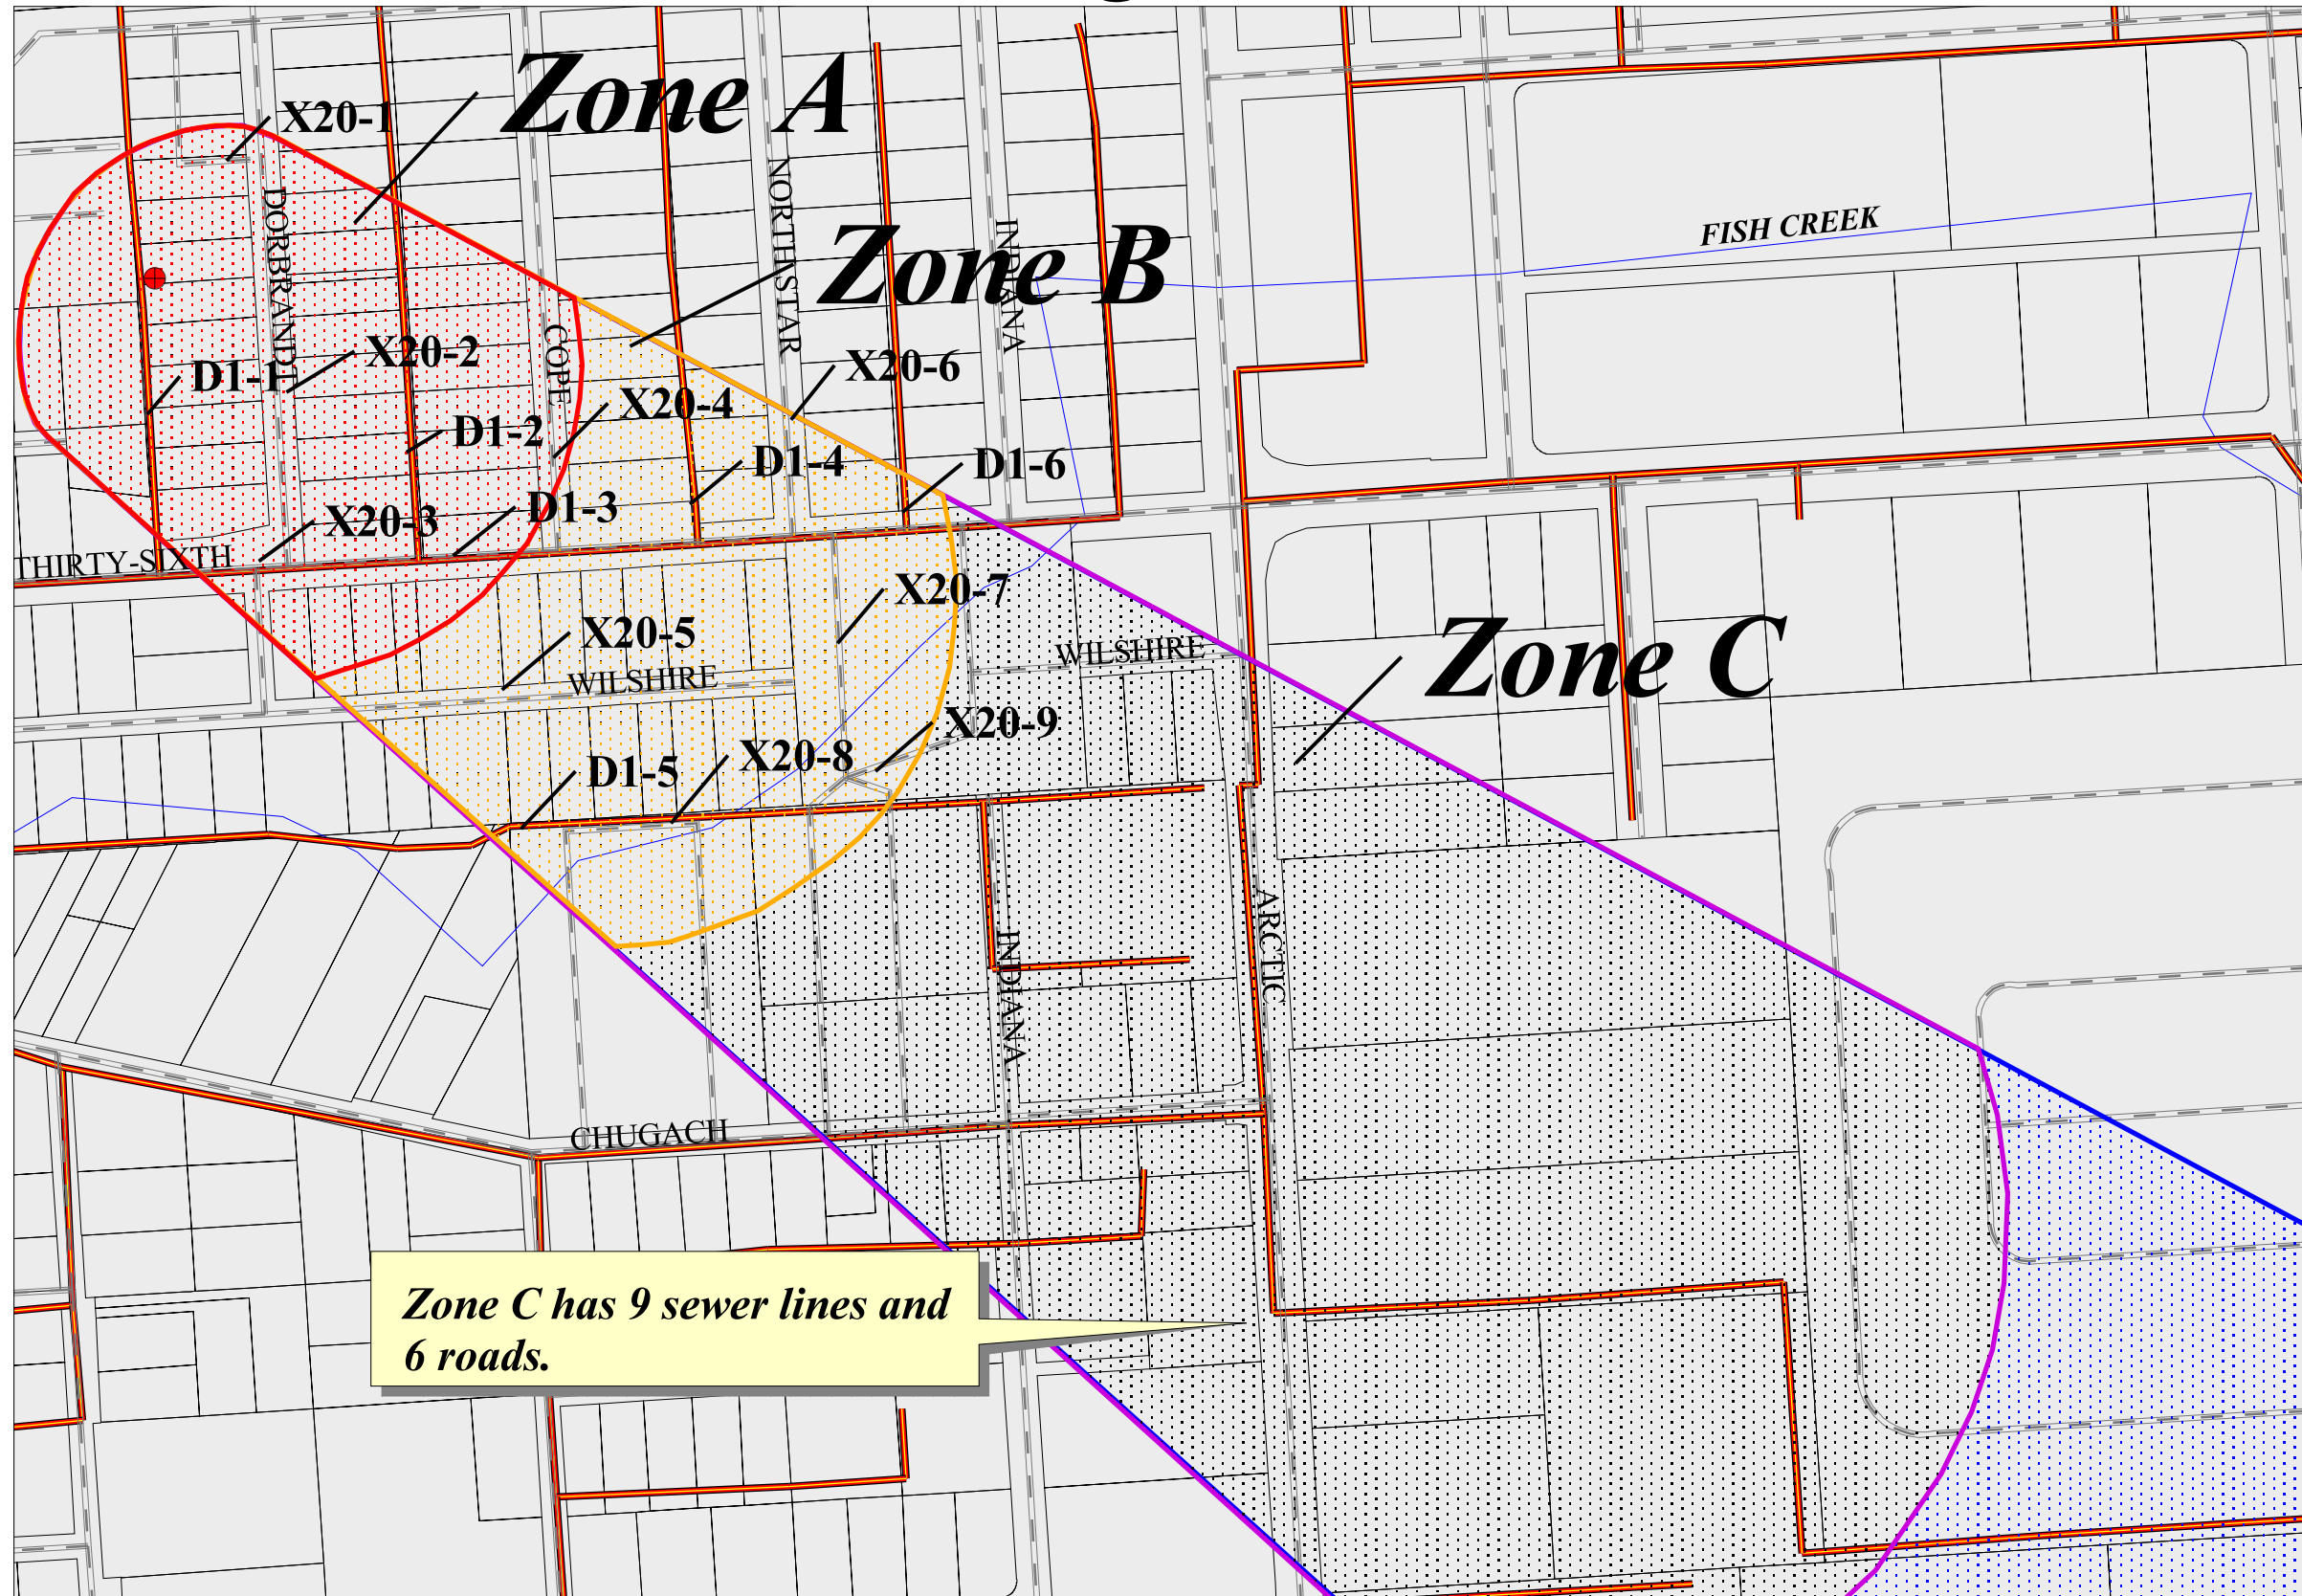 Zone A
X20-1
DORBRANDT
NORTHSTAR
INDIANA
FISH CREEK
Zone B
COPE
X20-2
D1-1
X20-6
X20-4
D1-2
D1-4
D1-6
D1-3
X20-3
THIRTY-SIXTH
X20-7
X20-5
WILSHIRE
WILSHIRE
Zone C
X20-9
X20-8
D1-5
ARCTIC
INDIANA
CHUGACH
Zone C has 9 sewer lines and
6 roads.